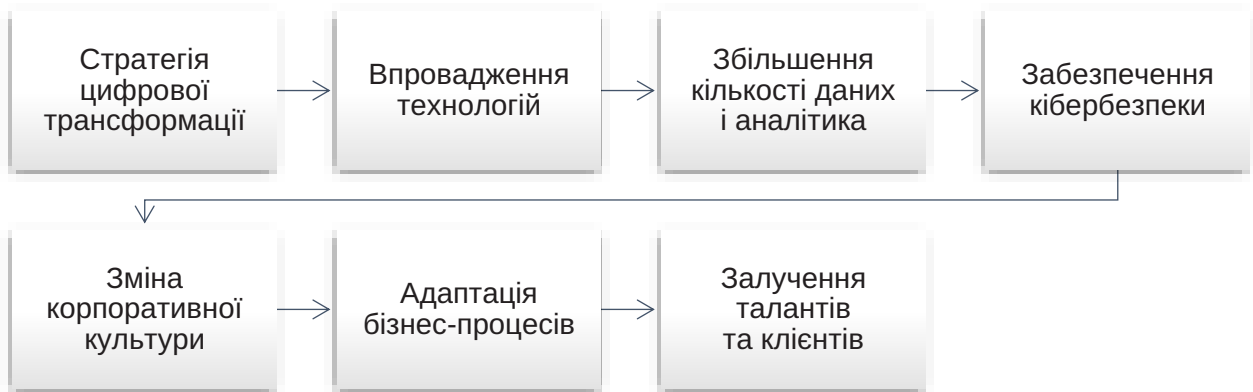 Стратегія
цифрової
трансформації
Впровадження
технологій
Збільшення
кількості даних
і аналітика
Забезпечення
кібербезпеки
Зміна
корпоративної
культури
Адаптація
бізнес-процесів
Залучення
талантів
та клієнтів